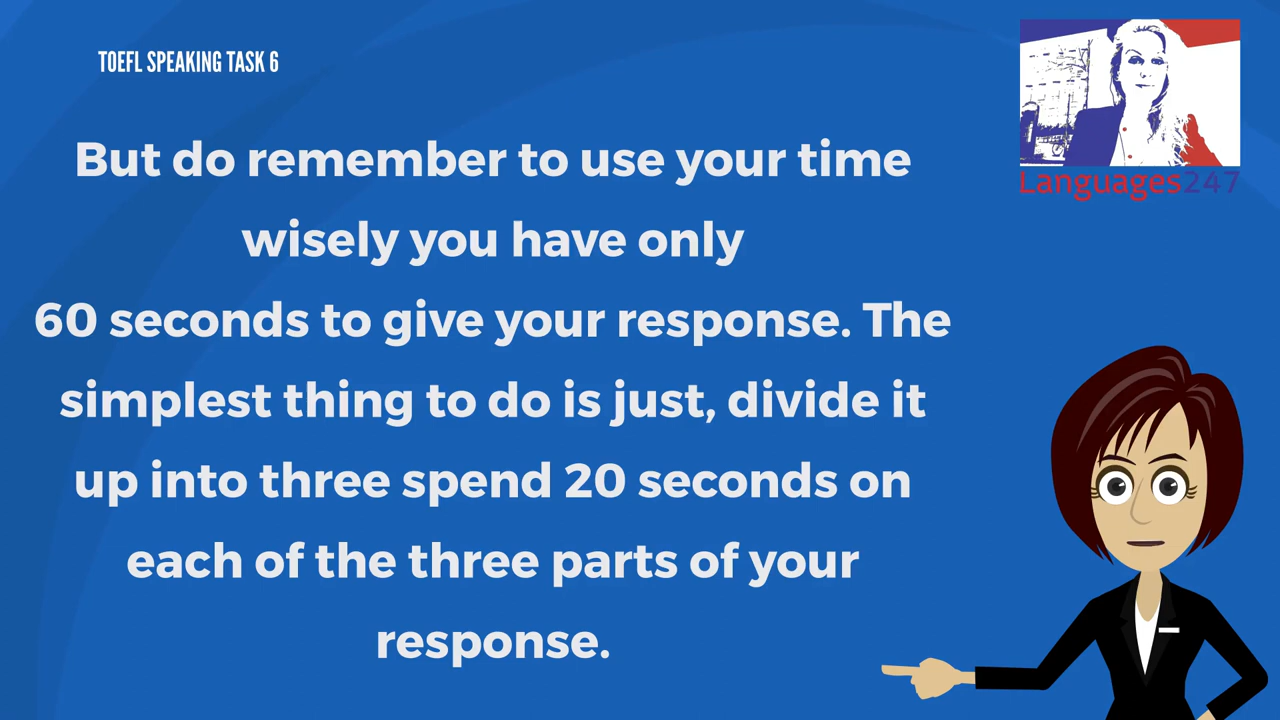 TOEFL SPEAKING TASK 6
Languages247
But do remember to use your time
wisely you have only
60 seconds to give your response. The
simplest thing to do is just, divide it
up into three spend 20 seconds on
each of the three parts of your
response.